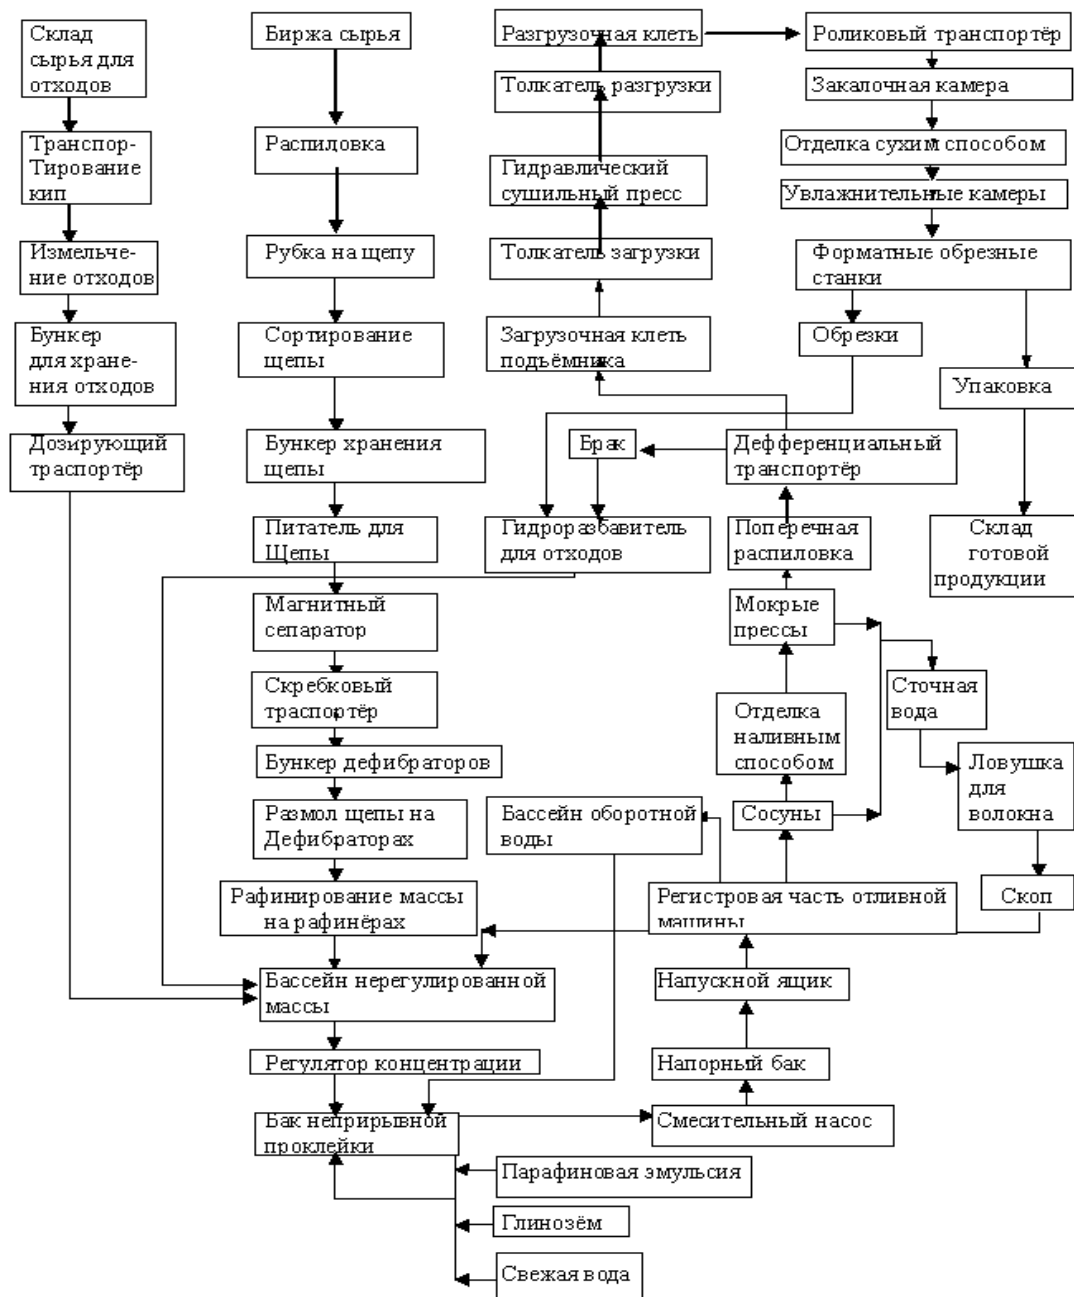 Склад
сырья для
отходов
Транспор-
Тирование
кип
Измельче-
ние отходов
Бункер
для хране-
ния отходов
Дозирующий
траспортёр
Биржа сырья
Распиловка
Рубка на щепу
Сортирование
щепы
Бункер хранения
щепы
Питатель для
Щепы
Магнитный
сепаратор
Скребковый
траспортёр
Бункер дефибраторов
Размол щепы на
Дефибраторах
Рафинирование массы
на рафинёрах
Бассейн нерегулированной
массы
Регулятор концентрации
Бак неприрывной
проклейки
Разгрузочная клеть
Толкатель разгрузки
Гидравлический
сушильный пресс
Толкатель загрузки
Загрузочная клеть
подъёмника
Брак
Гидроразбавитель
для отходов
Бассейн оборотной
воды
Роликовый транспортёр
Закалочная камера
Отделка сухим способом
Увлажнительные камеры
Форматные обрезные
станки
Обрезки
Упаковка
Склад
готовой
продукции
Дефференциальный
транспортёр
Поперечная
распиловка
Мокрые
прессы
Отделка
наливным
способом
Сосуны
Сточная
вода
Ловушка
для
волокна
Скоп
Регистровая часть отливной
машины
Напускной ящик
Напорный бак
Смесительный насос
Парафиновая эмульсия
Глинозём
Свежая вода